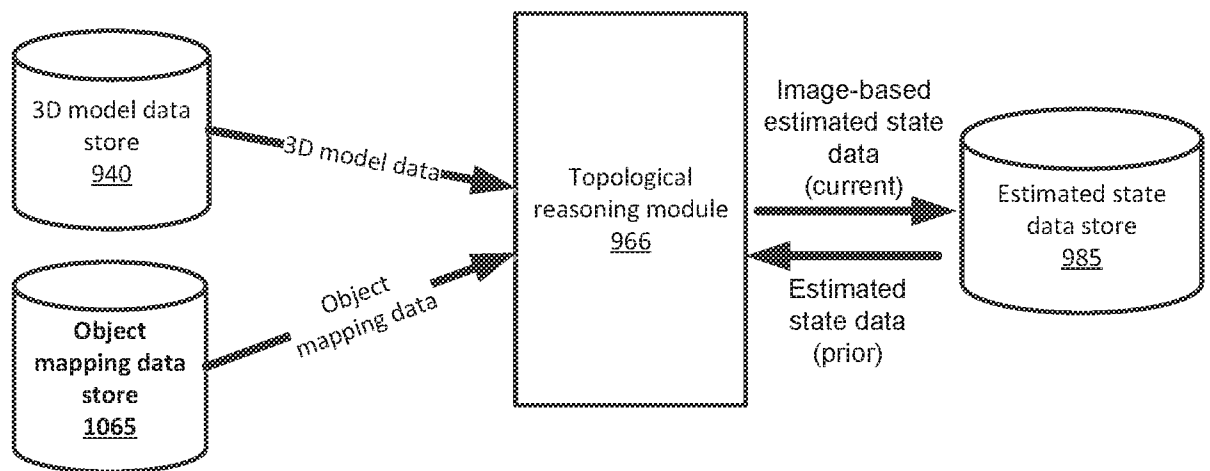 3D model data
store
940
3D model data
Object mapping data
store
1065
Object
mapping data
Topological
reasoning module
966
Image-based
estimated state
data
(current)
Estimated
state data
(prior)
Estimated state
data store
985